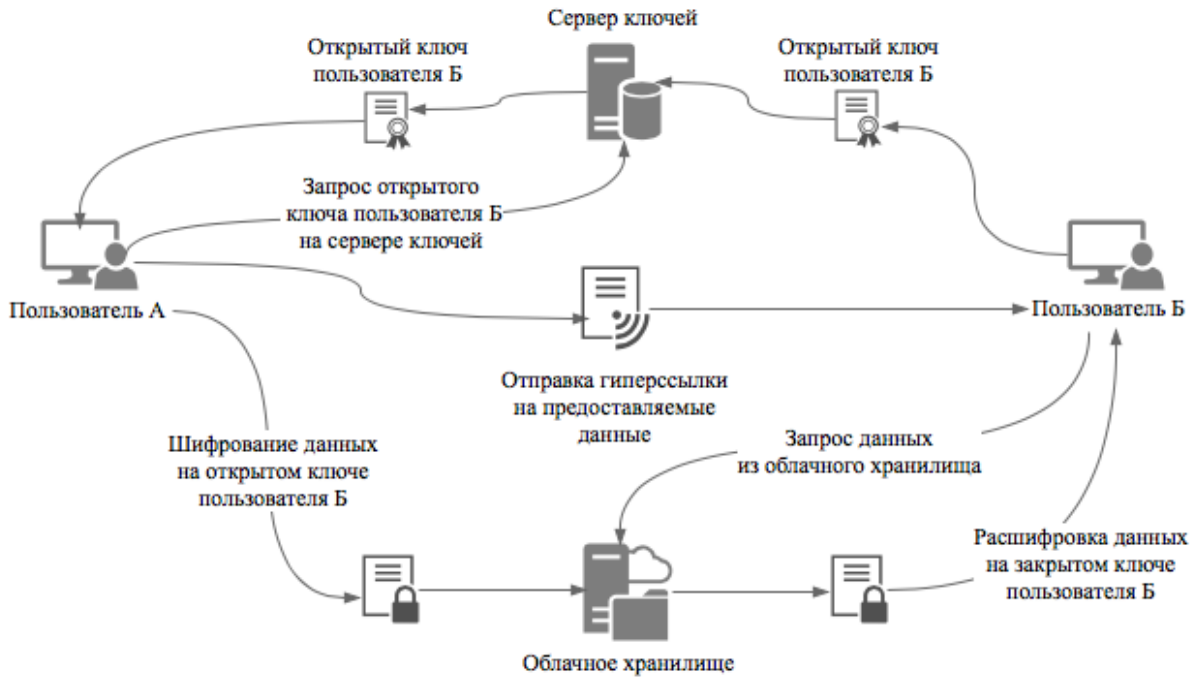 Сервер ключей
Открытый ключ
пользователя Б
Открытый ключ
пользователя Б
Запрос открытого
ключа пользователя Б
на сервере ключей
Пользователь А
Пользователь Б
Отправка гиперссылки
на предоставляемые
данные
Шифрование данных
на открытом ключе
пользователя Б
Запрос данных
из облачного хранилища
Расшифровка данных
на закрытом ключе
пользователя Б
Облачное хранилище